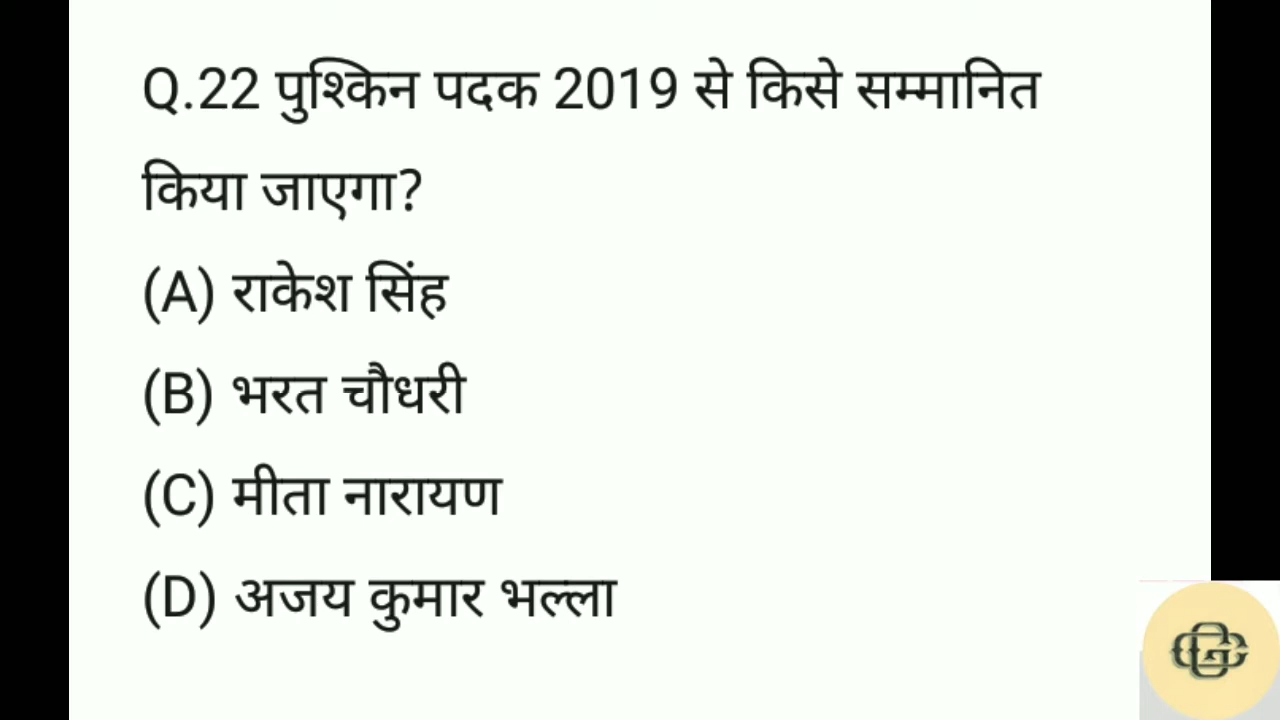 Q.22 पुश्किन पदक 2019 से किसे सम्मानित
किया जाएगा?
(A) राकेश सिंह
(B) भरत चौधरी
(C) मीता नारायण
(D) अजय कुमार भल्ला